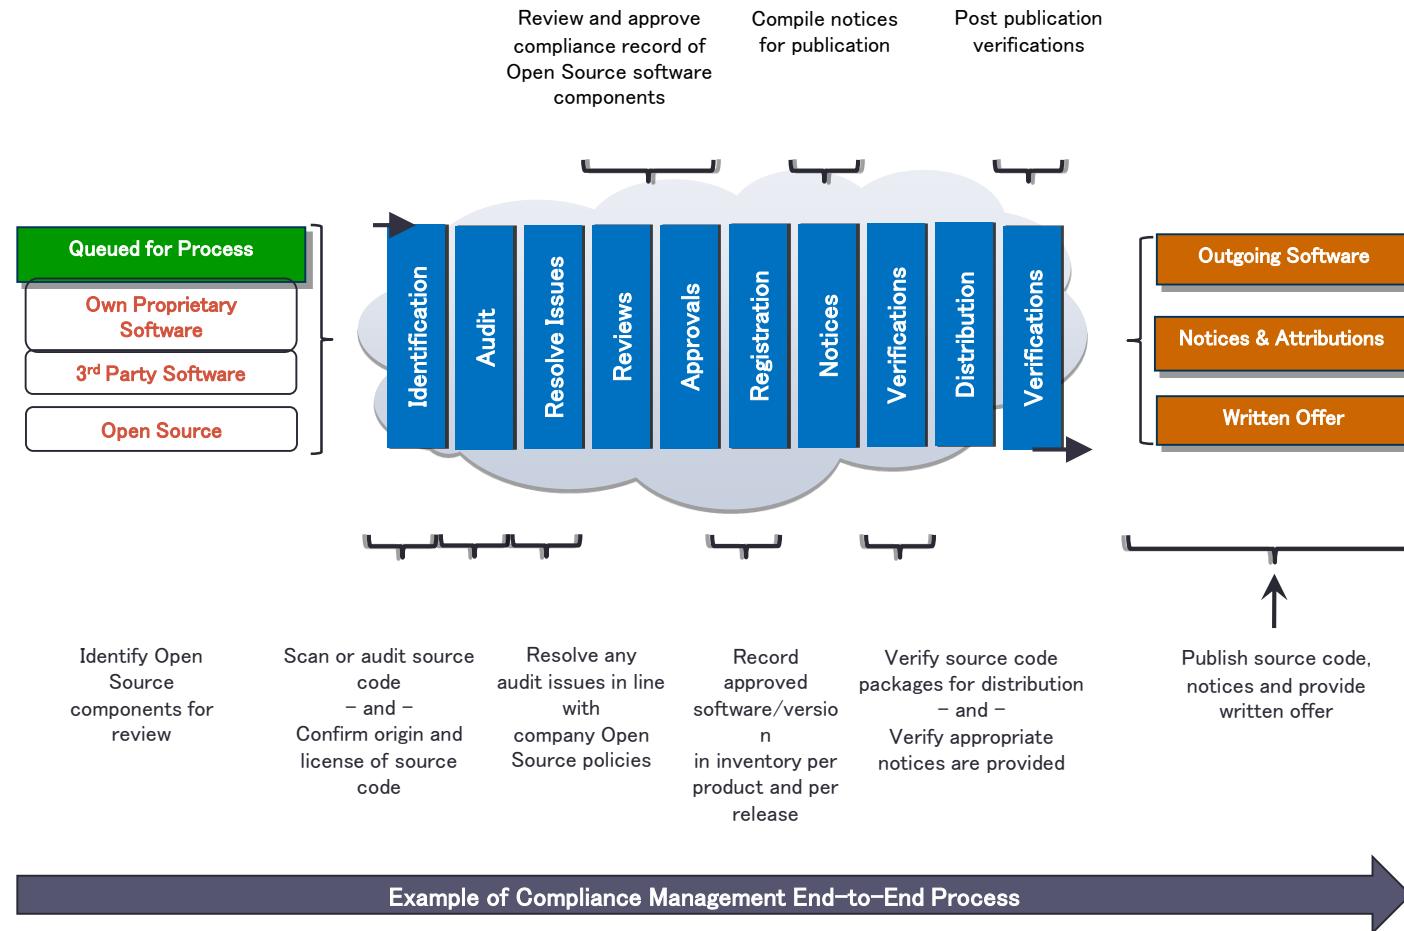 Review and approve
compliance record of
Open Source software
components
Compile notices
for publication
Post publication
verifications
Queued for Process
Own Proprietary
Software
3rd Party Software
Open Source
Identification
Audit
Resolve Issues
Reviews
Approvals
Registration
Notices
Verifications
Distribution
Verifications
Outgoing Software
Notices & Attributions
Written Offer
Identify Open
Source
components for
review
Scan or audit source
code
– and –
Confirm origin and
license of source
code
Resolve any
audit issues in line
with
company Open
Source policies
Record
approved
software/versio
n
in inventory per
product and per
release
Verify source code
packages for distribution
– and –
Verify appropriate
notices are provided
Publish source code,
notices and provide
written offer
Example of Compliance Management End-to-End Process